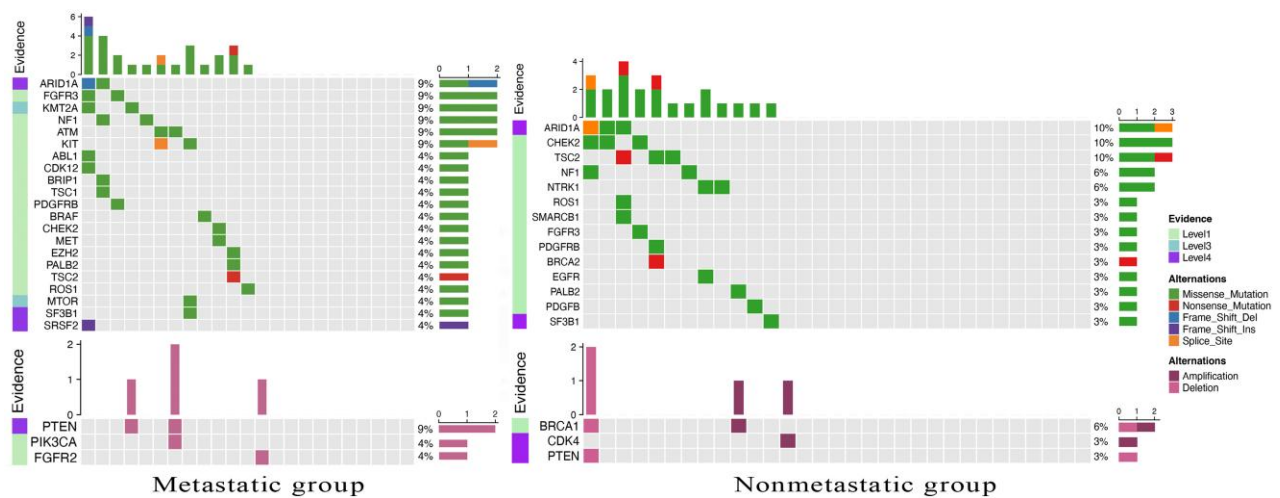 Evidence
6
4
2
0
0 1 2
ARID1A 9%
FGFR3 9%
KMT2A 9%
NF1 9%
ATM 9%
KIT 9%
ABL1 4%
CDK12 4%
BRIP1 4%
TSC1 4%
PDGFRB 4%
BRAF 4%
CHEK2 4%
MET 4%
EZH2 4%
PALB2 4%
TSC2 4%
ROS1 4%
MTOR 4%
SF3B1 4%
SRSF2 4%
Evidence
2
1
0
0 1 2
PTEN 9%
PIK3CA 4%
FGFR2 4%
Metastatic group
Evidence
4
2
0
0 1 2 3
ARID1A 10%
CHEK2 10%
TSC2 10%
NF1 6%
NTRK1 6%
ROS1 3%
SMARCB1 3%
FGFR3 3%
PDGFRB 3%
BRCA2 3%
EGFR 3%
PALB2 3%
PDGFB 3%
SF3B1 3%
Evidence
2
1
0
0 1 2
BRCA1 6%
CDK4 3%
PTEN 3%
Nonmetastatic group
Evidence
Level1
Level3
Level4
Alternations
Missense_Mutation
Nonsense_Mutation
Frame_Shift_Del
Frame_Shift_Ins
Splice_Site
Alternations
Amplification
Deletion